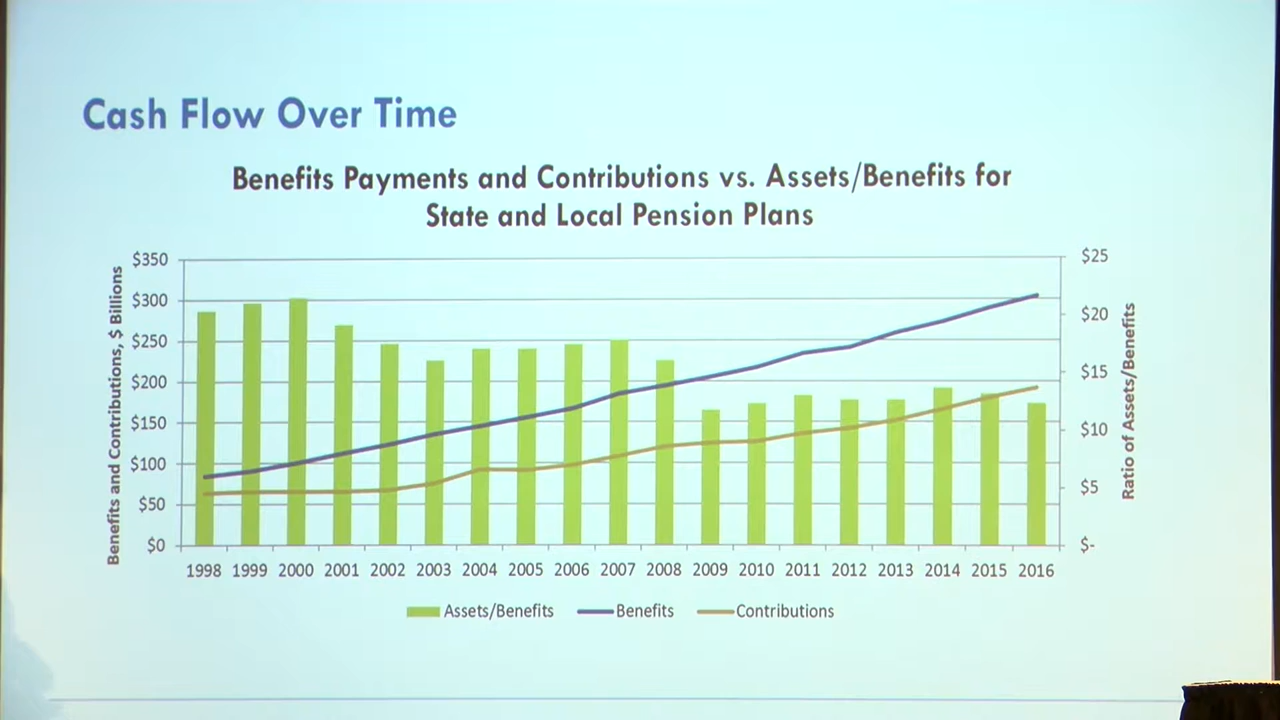 Cash Flow Over Time
Benefits Payments and Contributions vs. Assets/Benefits for
State and Local Pension Plans
Benefits and Contributions, $ Billions
$350
$300
$250
$200
$150
$100
$50
$0
$25
$20
$15
$10
$5
$-
Ratio of Assets/Benefits
1998 1999 2000 2001 2002 2003 2004 2005 2006 2007 2008 2009 2010 2011 2012 2013 2014 2015 2016
Assets/Benefits Benefits Contributions